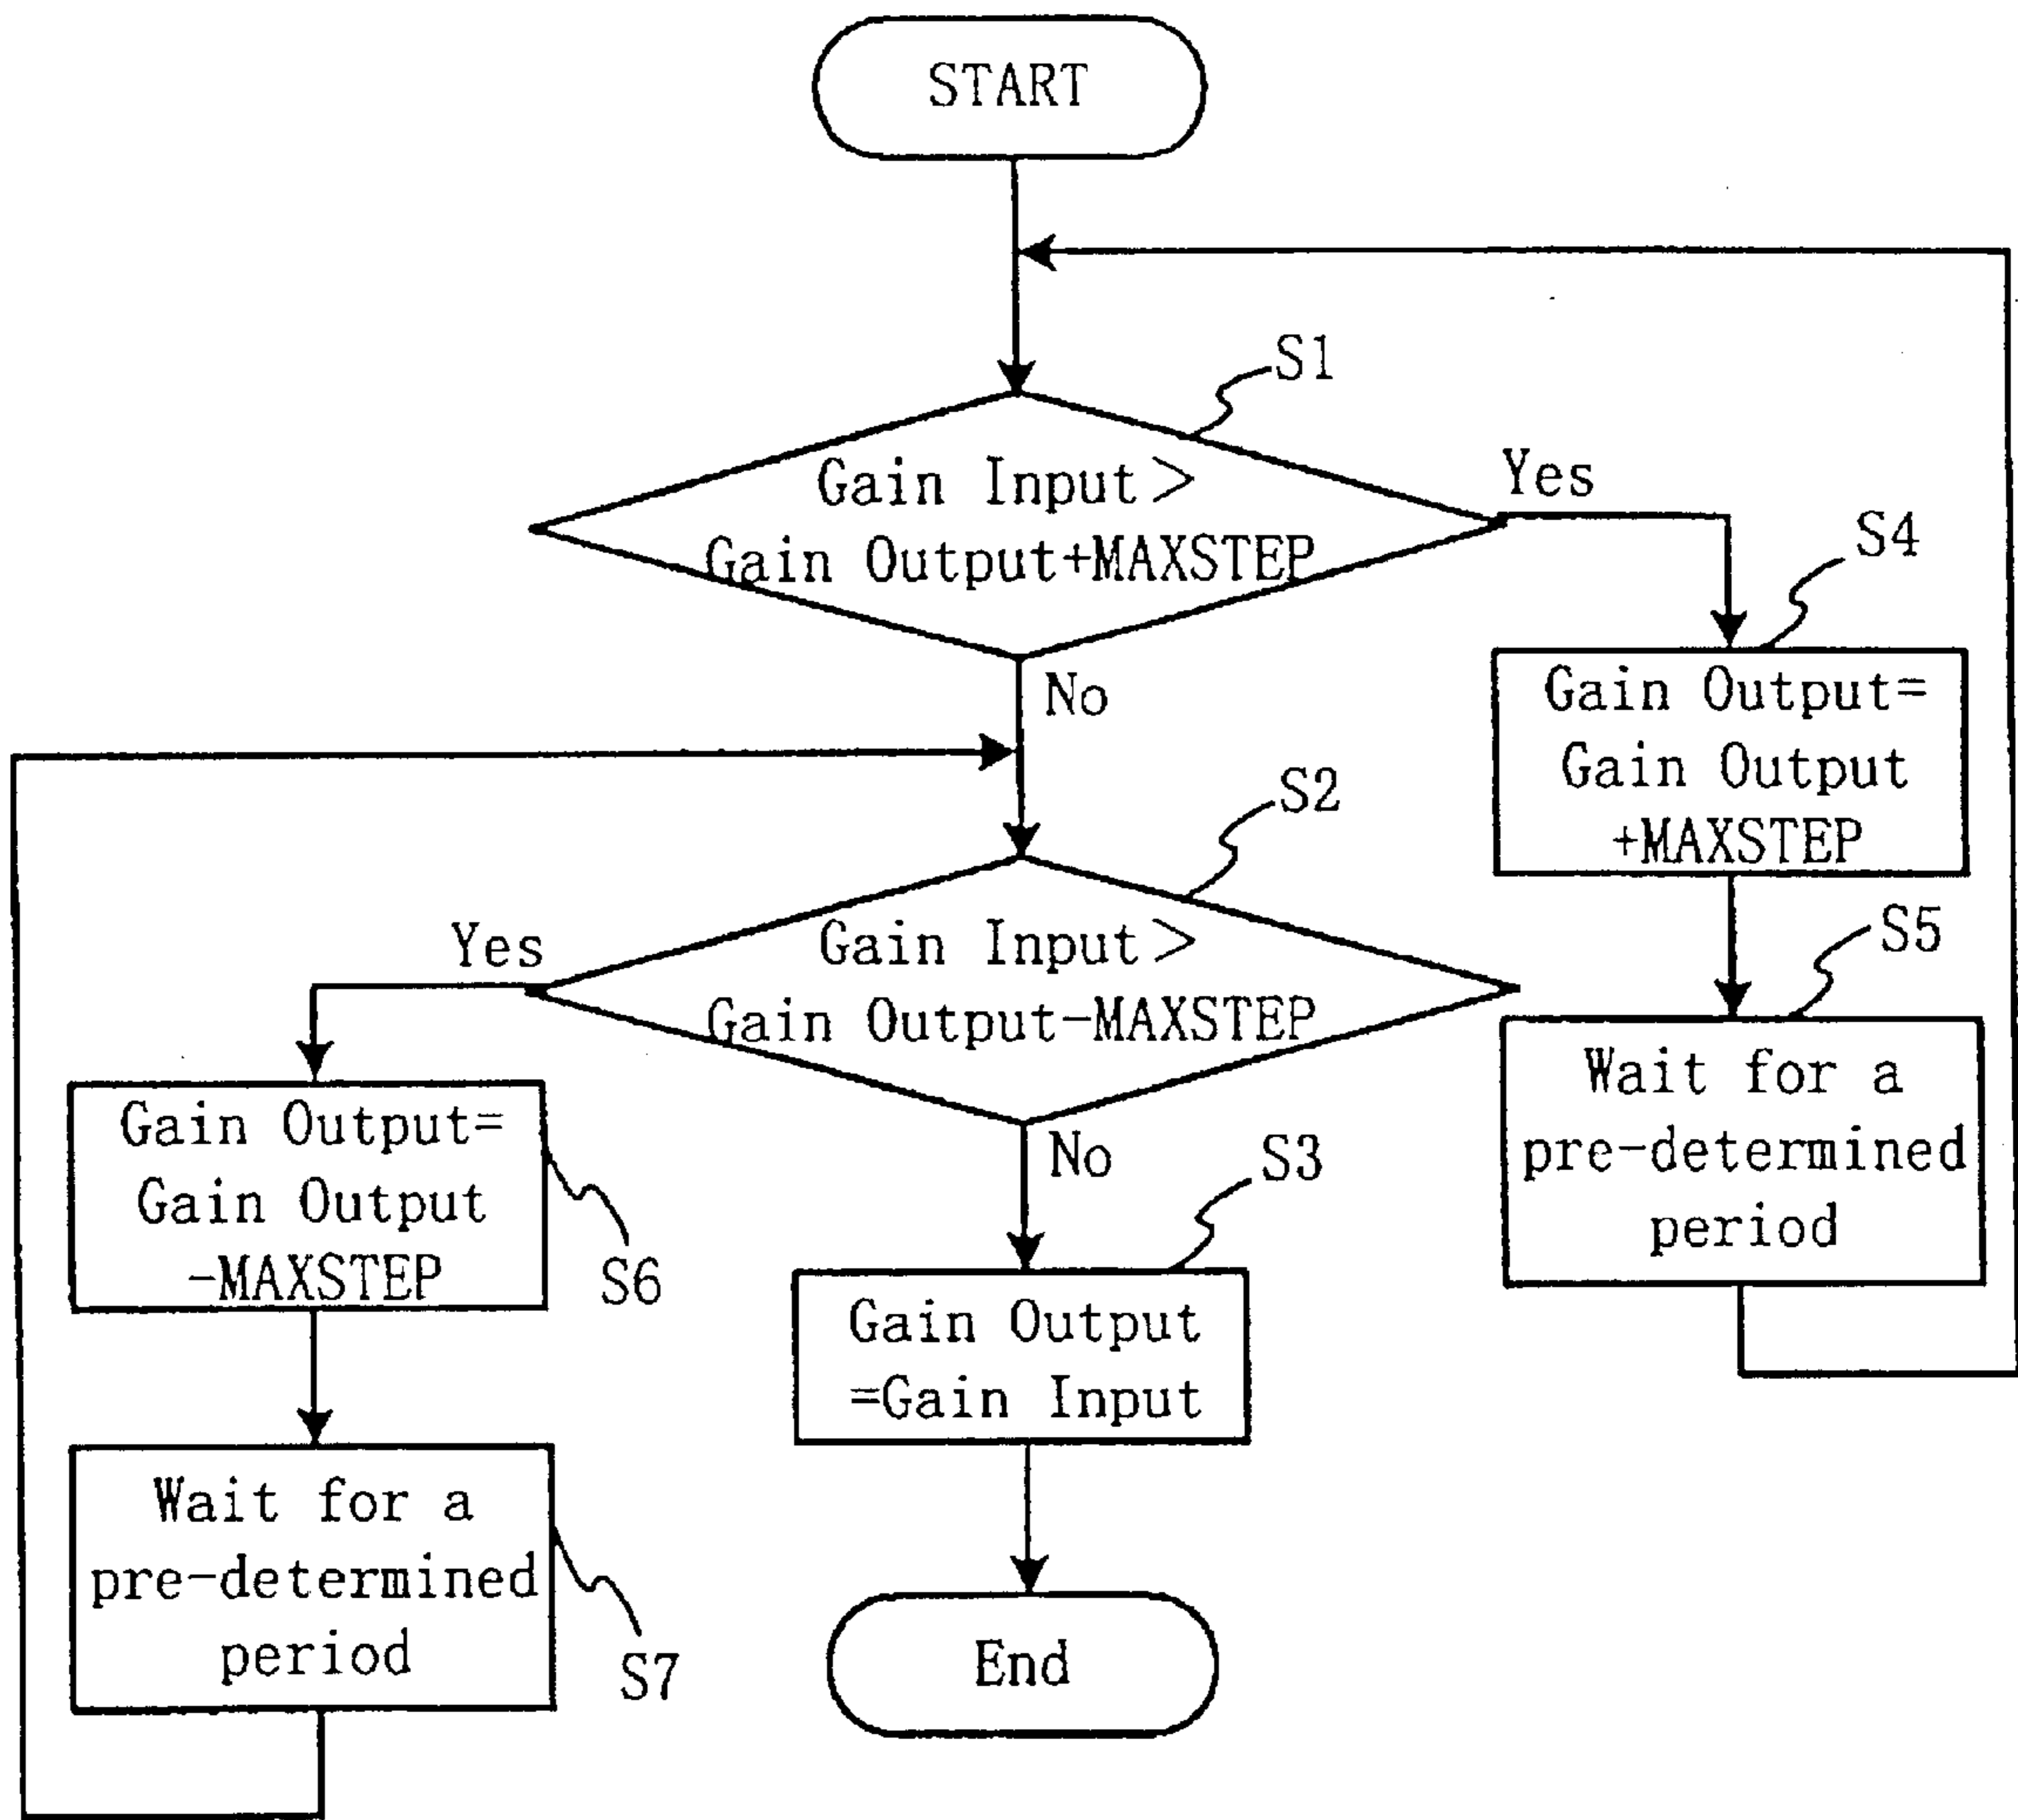 START
S1
Gain Input>
Gain Output+MAXSTEP
Yes
No
S4
Gain Output=
Gain Output
+MAXSTEP
S5
Wait for a
pre-determined
period
S2
Gain Input>
Gain Output-MAXSTEP
Yes
No
S6
Gain Output=
Gain Output
-MAXSTEP
S7
Wait for a
pre-determined
period
S3
Gain Output
=Gain Input
End